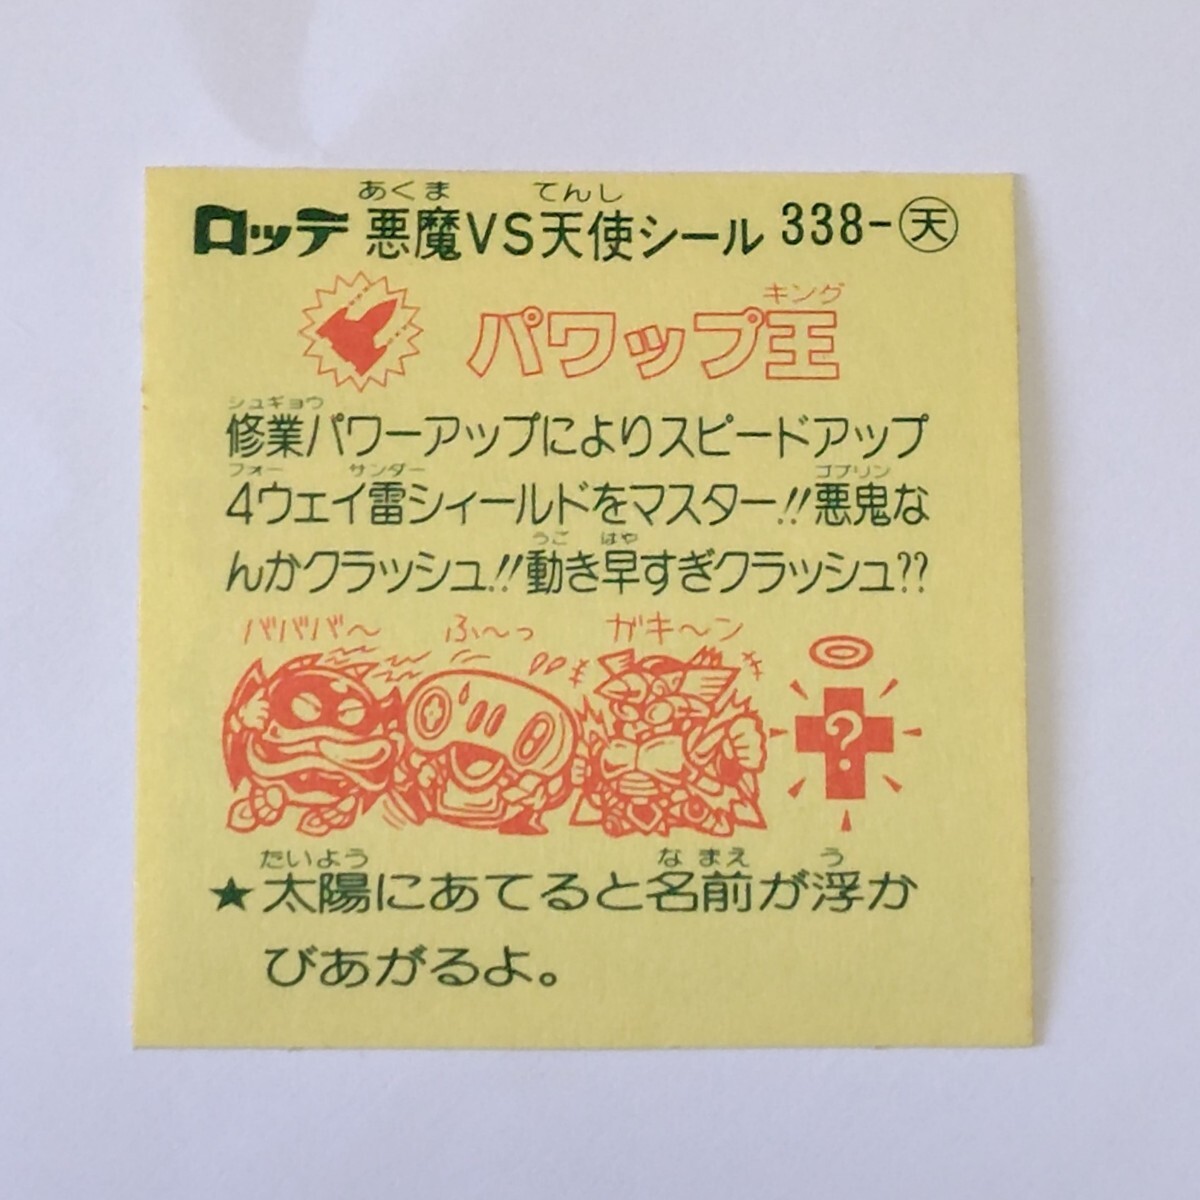 あくま てんし
ロッテ 悪魔VS天使シール 338-天
キング
パワップ王
シュギョウ
修業パワーアップによりスピードアップ
フォー サンダー ゴブリン
4ウェイ雷シィールドをマスター!!悪鬼な
うご はや
んかクラッシュ!!動き早すぎクラッシュ??
バババ〜 ふ〜っ ガキ〜ン
?
たいよう なまえ う
★太陽にあてると名前が浮か
びあがるよ。